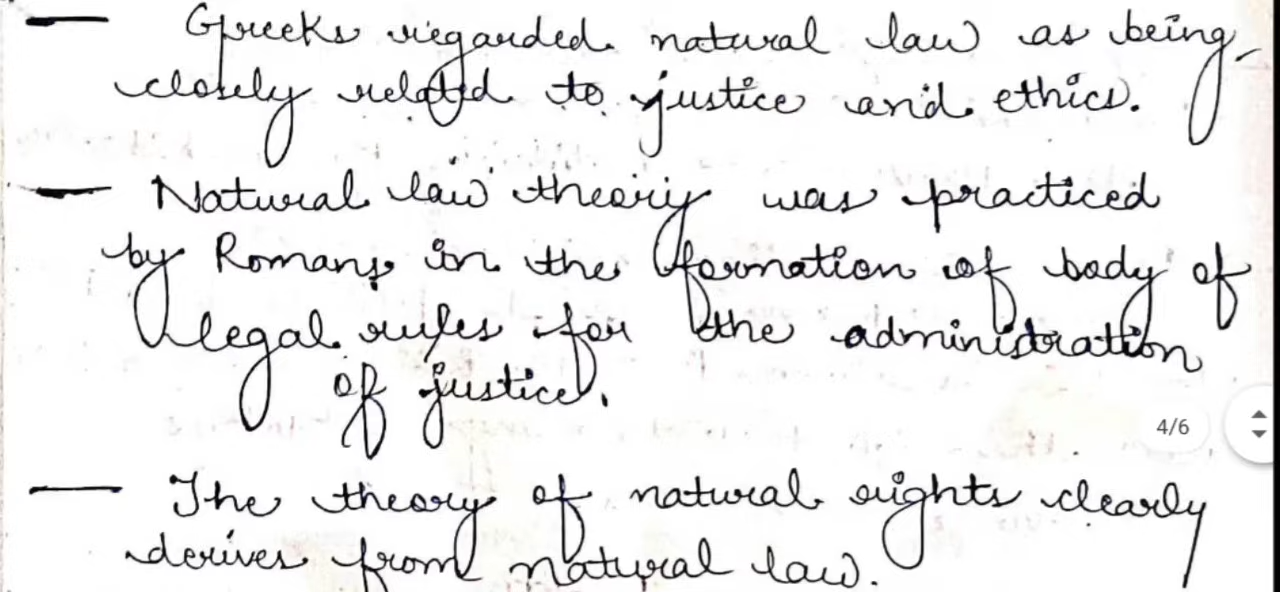 — Greeks regarded natural law as being
closely related to justice and ethics.
— Natural law theory was practiced
by Romans in the formation of body of
legal rules for the administration
of justice.
4/6
— The theory of natural rights clearly
derives from natural law.